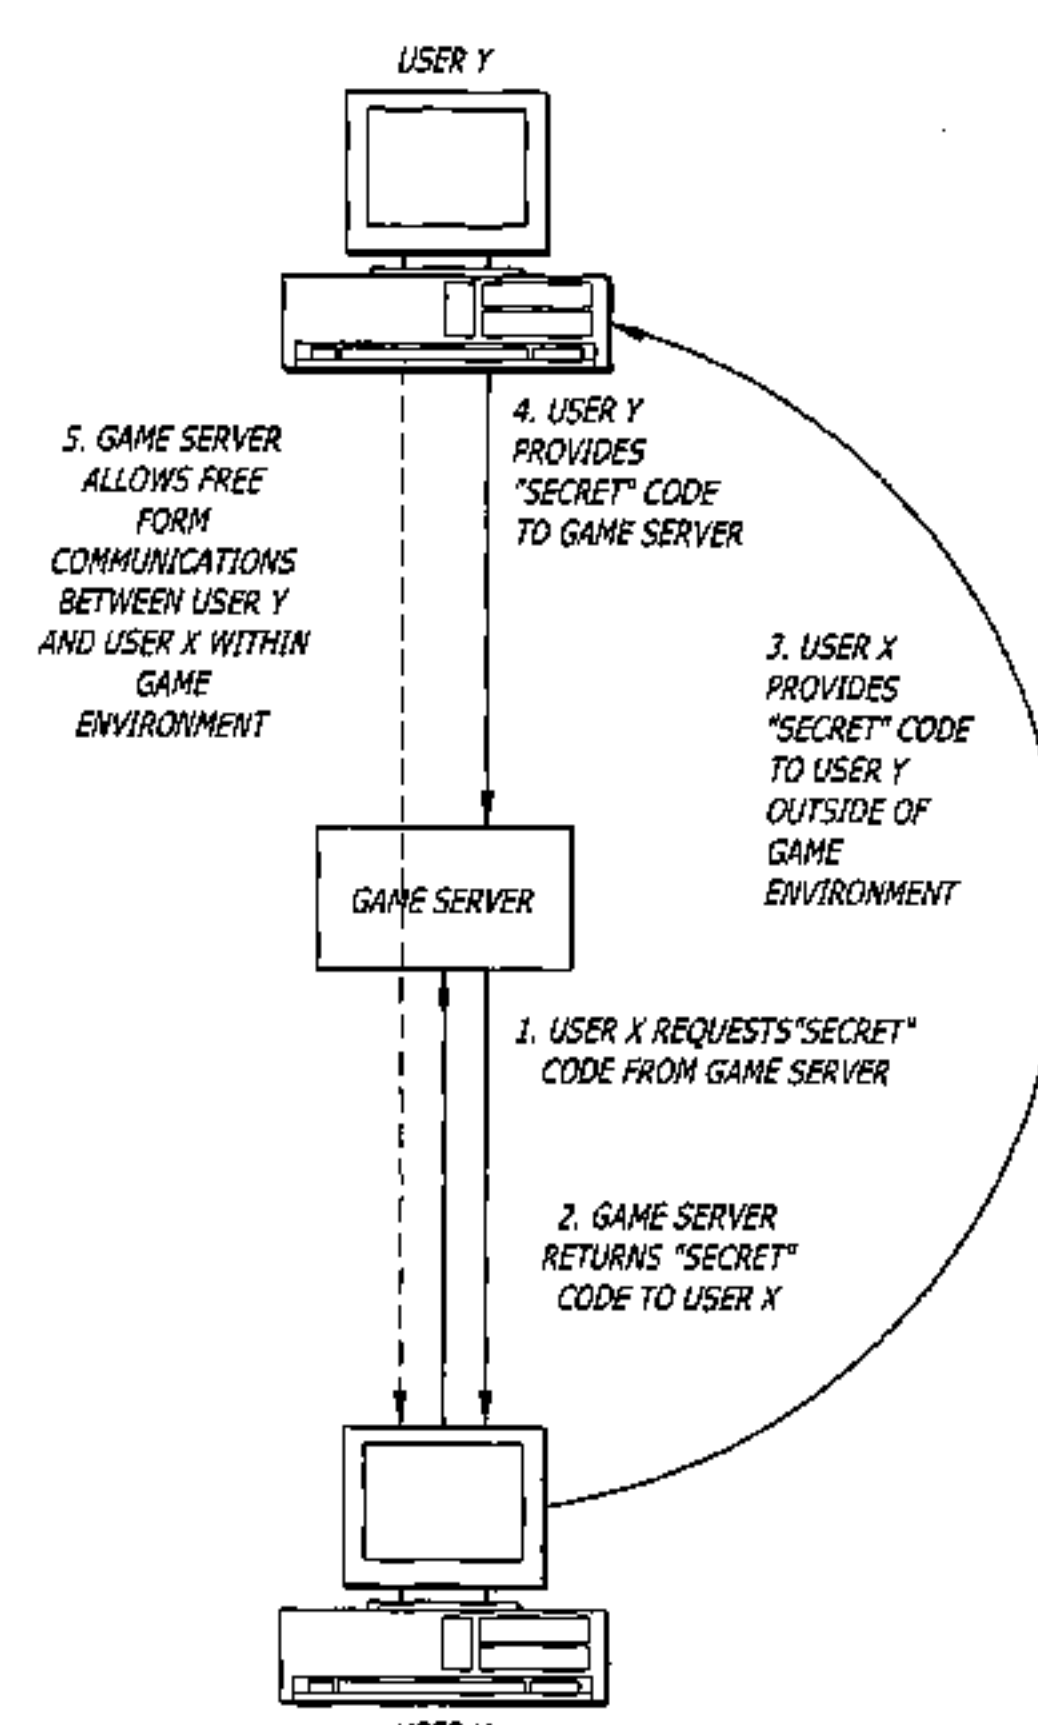 USER Y
4. USER Y
PROVIDES
"SECRET" CODE
TO GAME SERVER
5. GAME SERVER
ALLOWS FREE
FORM
COMMUNICATIONS
BETWEEN USER Y
AND USER X WITHIN
GAME
ENVIRONMENT
3. USER X
PROVIDES
"SECRET" CODE
TO USER Y
OUTSIDE OF
GAME
ENVIRONMENT
GAME SERVER
1. USER X REQUESTS"SECRET"
CODE FROM GAME SERVER
2. GAME SERVER
RETURNS "SECRET"
CODE TO USER X